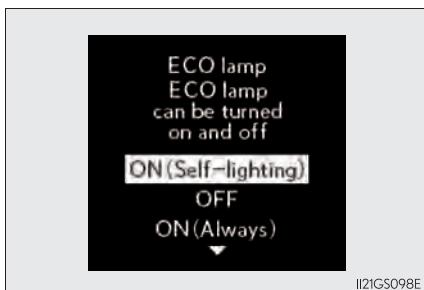 ECO lamp
ECO lamp
can be turned
on and off
ON(Self-lighting)
OFF
ON(Always)
II21GS098E